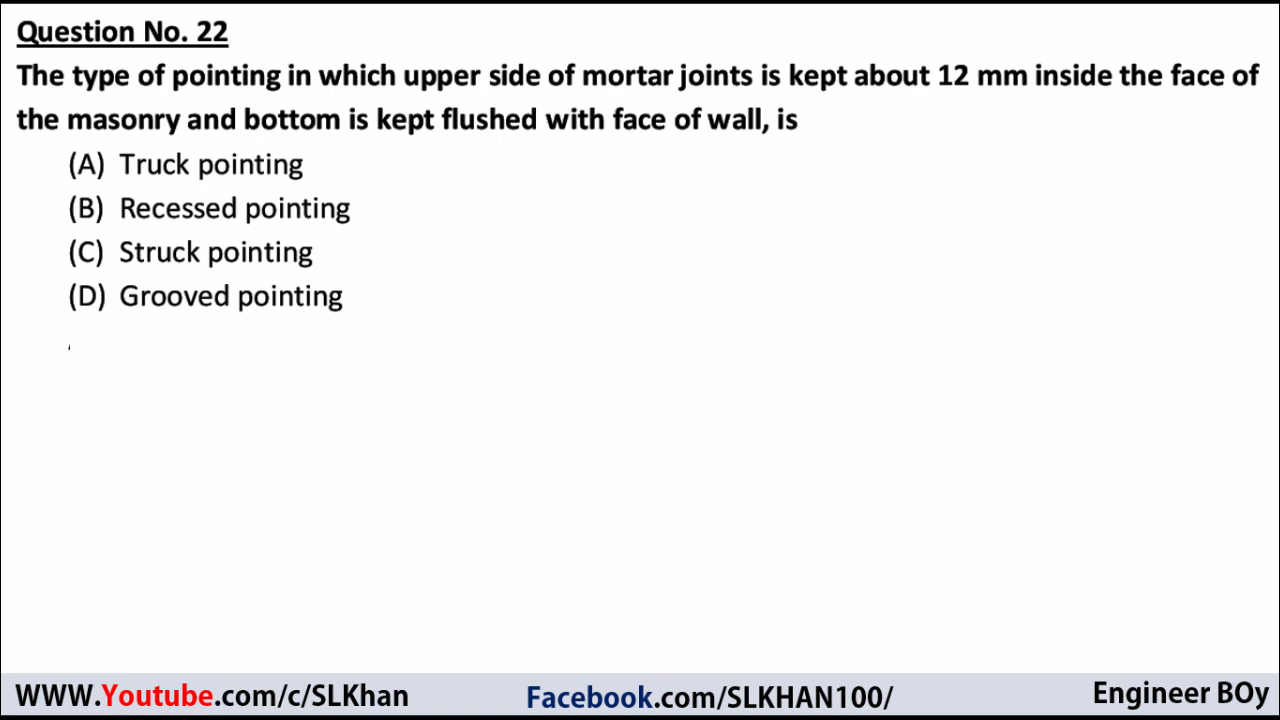 Question No. 22
The type of pointing in which upper side of mortar joints is kept about 12 mm inside the face of
the masonry and bottom is kept flushed with face of wall, is
(A) Truck pointing
(B) Recessed pointing
(C) Struck pointing
(D) Grooved pointing
WWW.Youtube.com/c/SLKhan Facebook.com/SLKHAN100/ Engineer BOy